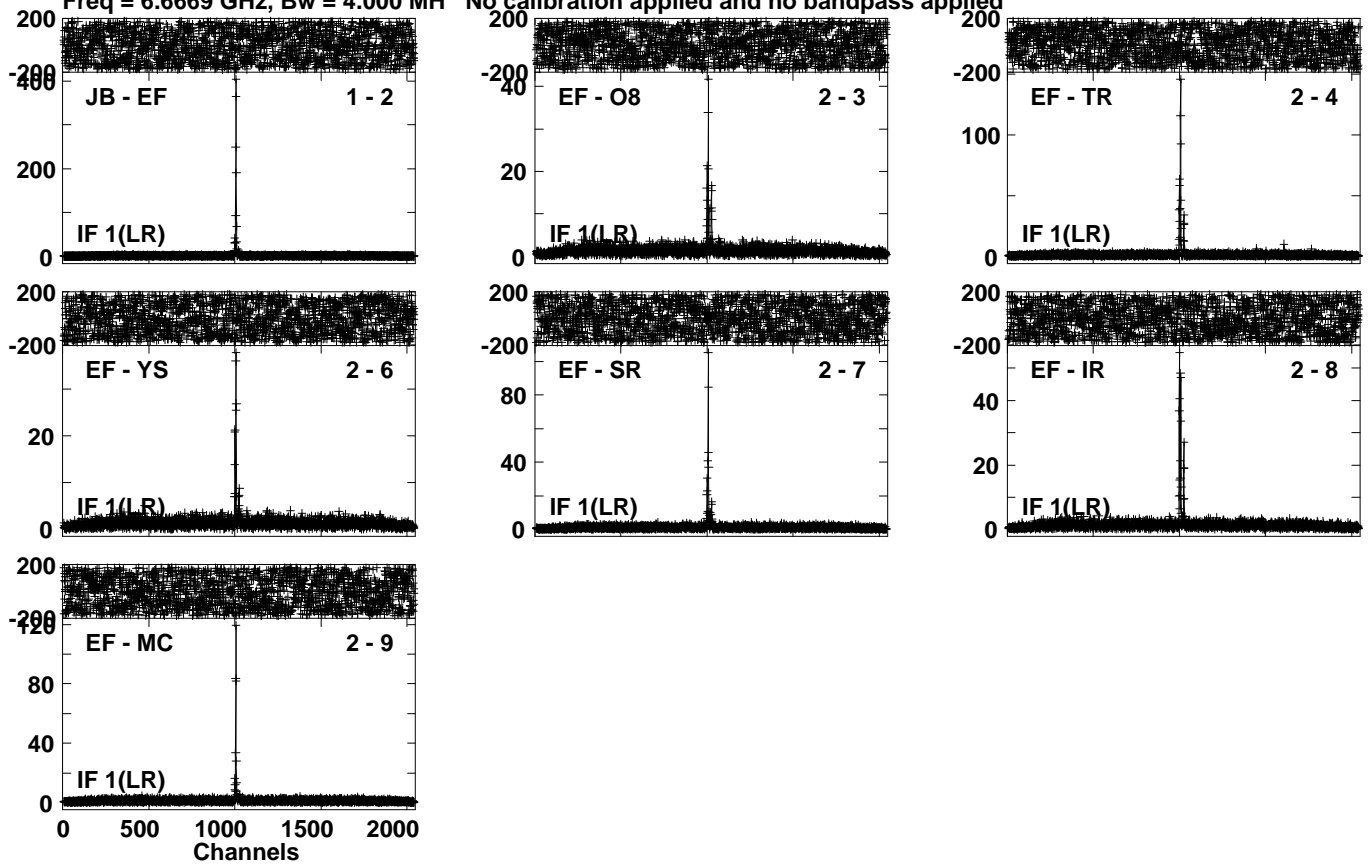 Freq = 6.6669 GHz, Bw = 4.000 MH No calibration applied and no bandpass applied
200
-200
400
200
0
JB - EF 1 - 2
IF 1(LR)
200
-200
40
20
0
EF - O8 2 - 3
IF 1(LR)
200
-200
100
0
EF - TR 2 - 4
IF 1(LR)
200
-200
20
0
EF - YS 2 - 6
IF 1(LR)
200
-200
80
40
0
EF - SR 2 - 7
IF 1(LR)
200
-200
40
20
0
EF - IR 2 - 8
IF 1(LR)
200
-200
120
80
40
0
EF - MC 2 - 9
IF 1(LR)
0 500 1000 1500 2000
Channels